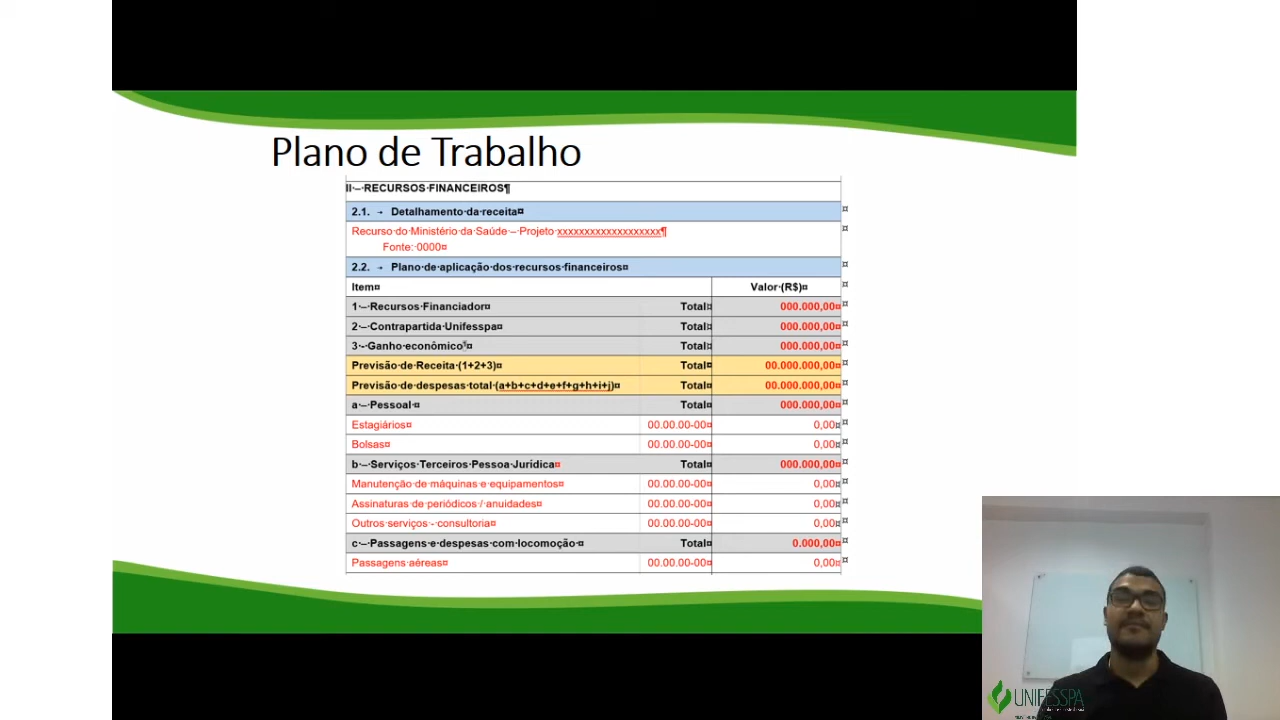 Plano de Trabalho
II·–·RECURSOS·FINANCEIROS¶
2.1. → Detalhamento·da·receita¤
Recurso·do·Ministério·da·Saúde·–·Projeto·xxxxxxxxxxxxxxxxxxx¶
Fonte:·0000¤
2.2. → Plano·de·aplicação·dos·recursos·financeiros¤
Item¤ Valor·(R$)¤
1·–·Recursos·Financiador¤ Total¤ 000.000,00¤
2·–·Contrapartida·Unifesspa¤ Total¤ 000.000,00¤
3·-·Ganho·econômico¤ Total¤ 000.000,00¤
Previsão·de·Receita·(1+2+3)¤ Total¤ 00.000.000,00¤
Previsão·de·despesas·total·(a+b+c+d+e+f+g+h+i+j)¤ Total¤ 00.000.000,00¤
a·–·Pessoal·¤ Total¤ 000.000,00¤
Estagiários¤ 00.00.00-00¤ 0,00¤
Bolsas¤ 00.00.00-00¤ 0,00¤
b·–·Serviços·Terceiros·Pessoa·Jurídica¤ Total¤ 000.000,00¤
Manutenção·de·máquinas·e·equipamentos¤ 00.00.00-00¤ 0,00¤
Assinaturas·de·periódicos·/·anuidades¤ 00.00.00-00¤ 0,00¤
Outros·serviços·-·consultoria¤ 00.00.00-00¤ 0,00¤
c·–·Passagens·e·despesas·com·locomoção·¤ Total¤ 0.000,00¤
Passagens·aéreas¤ 00.00.00-00¤ 0,00¤
UNIFESSPA